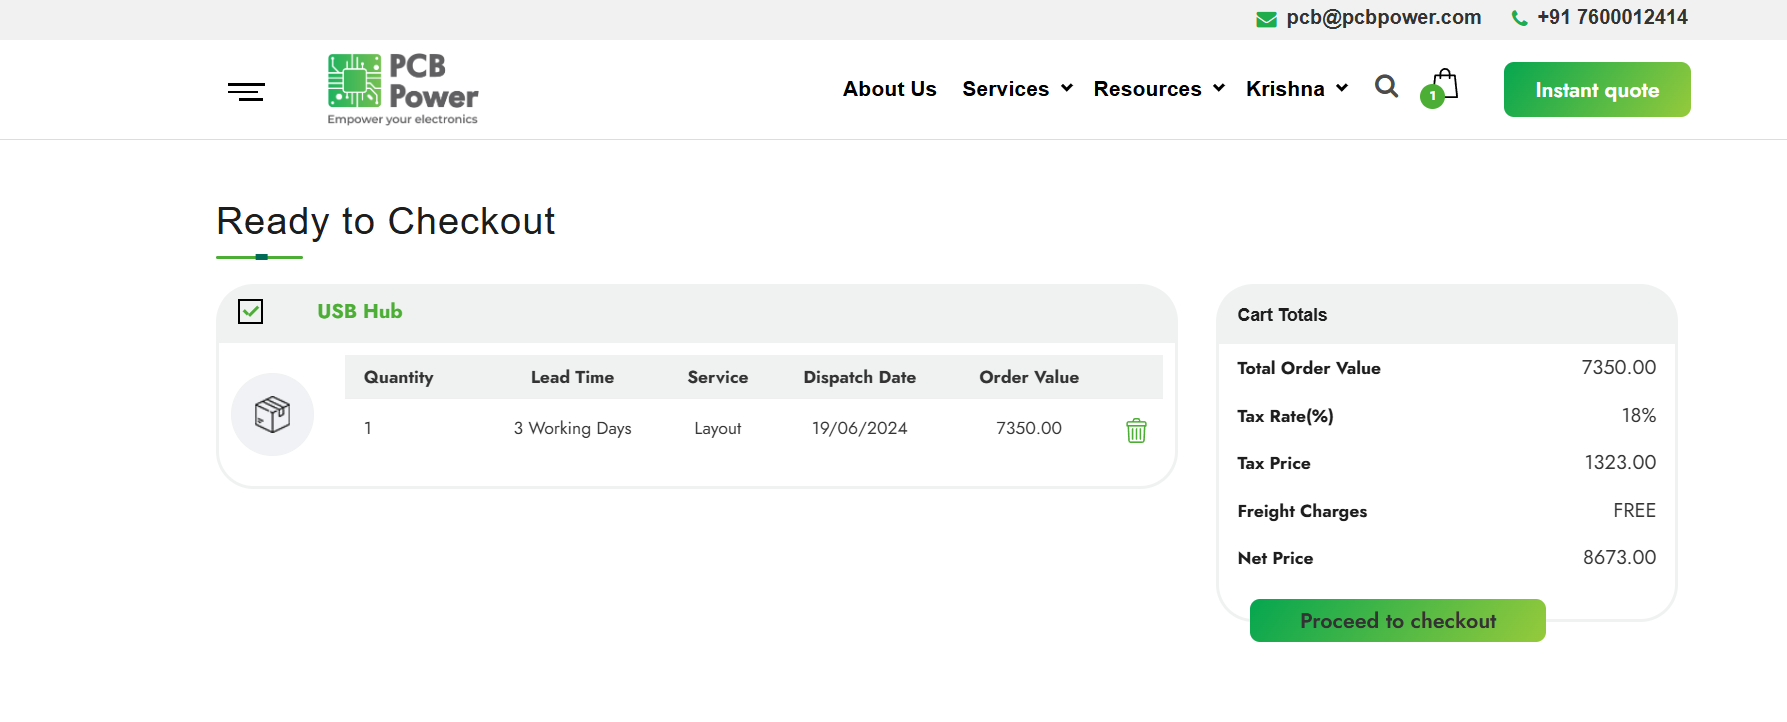 pcb@pcbpower.com +91 7600012414
PCB Power
Empower your electronics
About Us Services Resources Krishna 1 Instant quote
Ready to Checkout
USB Hub
Quantity Lead Time Service Dispatch Date Order Value
1 3 Working Days Layout 19/06/2024 7350.00
Cart Totals
Total Order Value 7350.00
Tax Rate(%) 18%
Tax Price 1323.00
Freight Charges FREE
Net Price 8673.00
Proceed to checkout